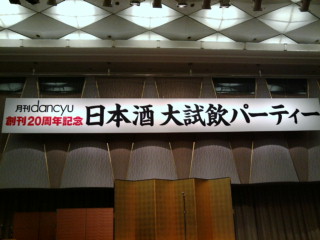 月刊dancyu
創刊20周年記念
日本酒 大試飲パーティー